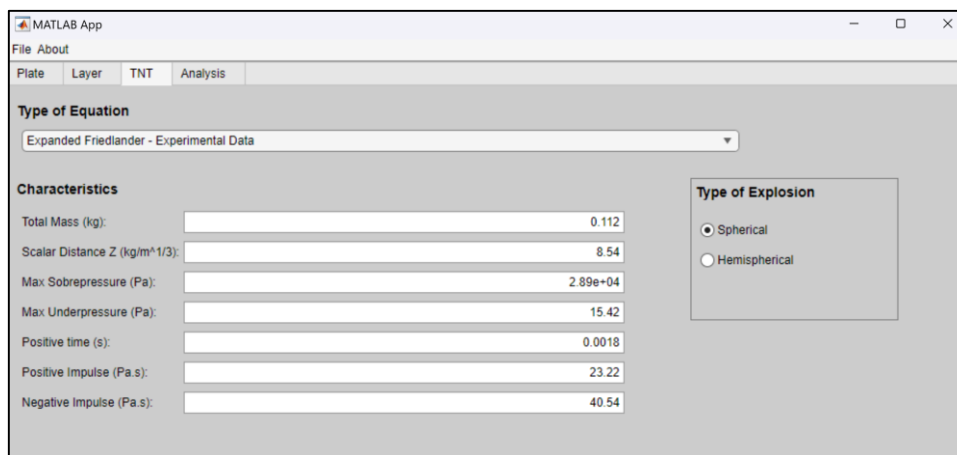 MATLAB App
File About
Plate Layer TNT Analysis
Type of Equation
Expanded Friedlander - Experimental Data
Characteristics
Total Mass (kg): 0.112
Scalar Distance Z (kg/m^1/3): 8.54
Max Sobrepressure (Pa): 2.89e+04
Max Underpressure (Pa): 15.42
Positive time (s): 0.0018
Positive Impulse (Pa.s): 23.22
Negative Impulse (Pa.s): 40.54
Type of Explosion
Spherical
Hemispherical